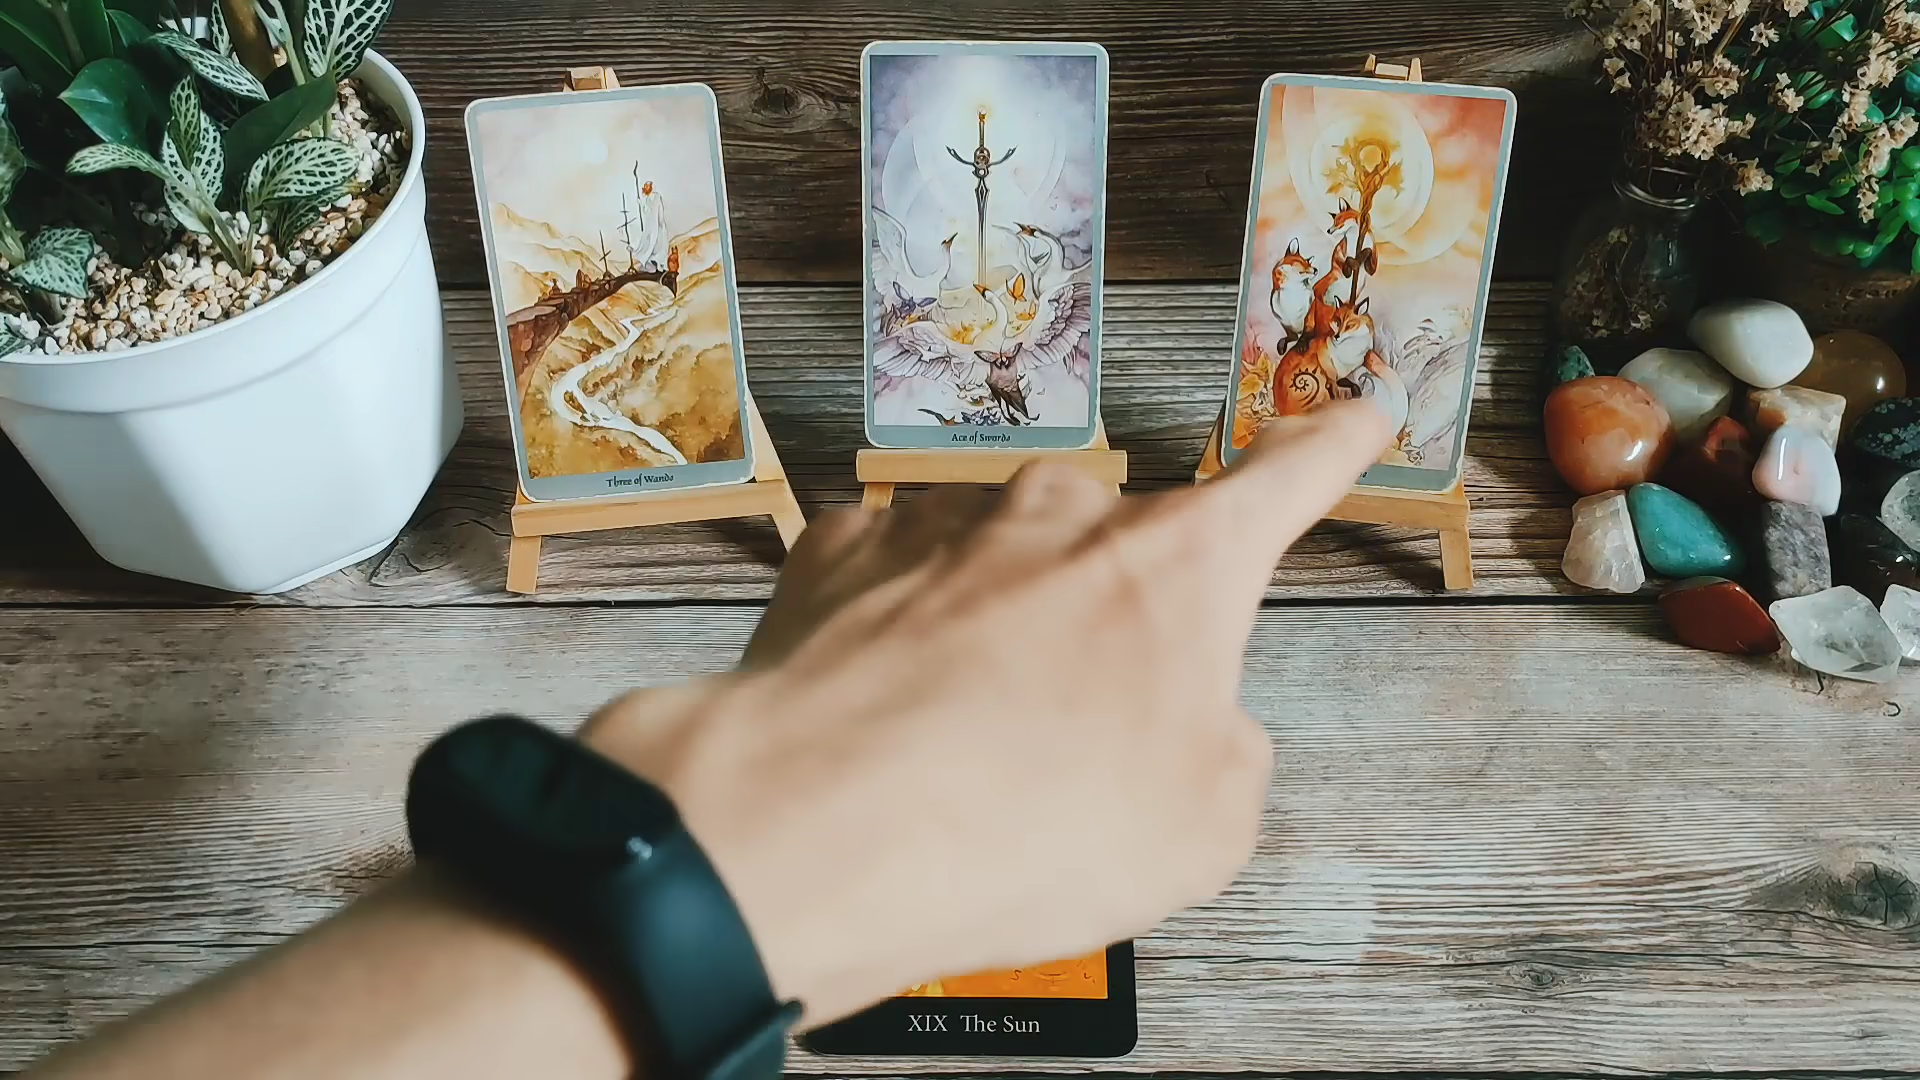 Three of Wands
Ace of Swords
XIX The Sun